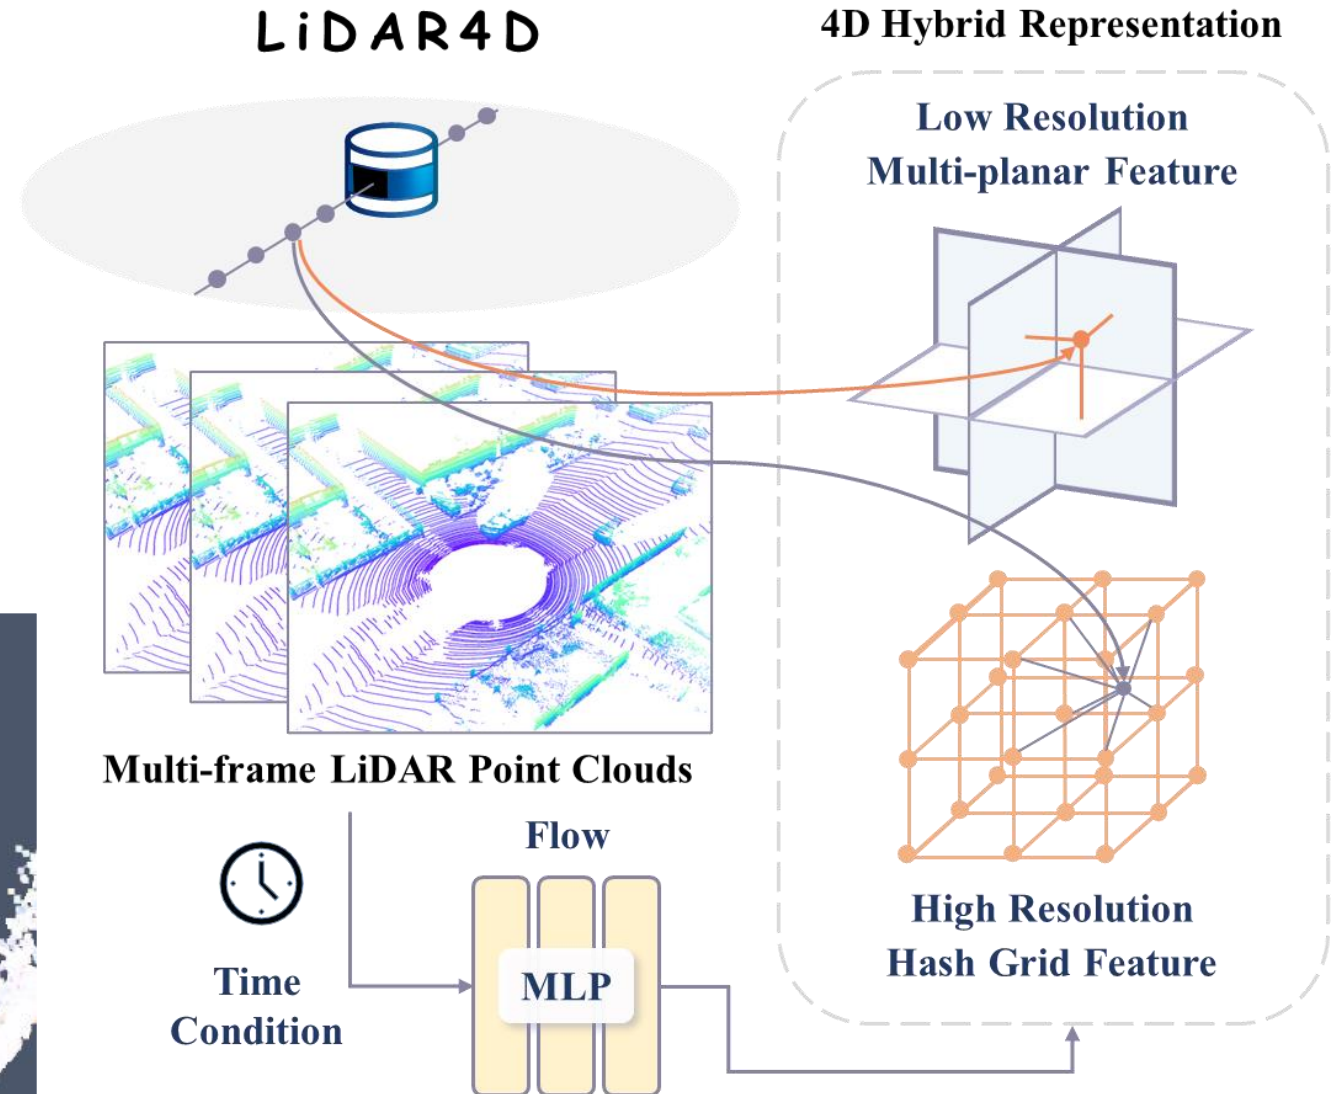 LiDAR4D
4D Hybrid Representation
Low Resolution
Multi-planar Feature
Multi-frame LiDAR Point Clouds
Flow
MLP
Time
Condition
High Resolution
Hash Grid Feature